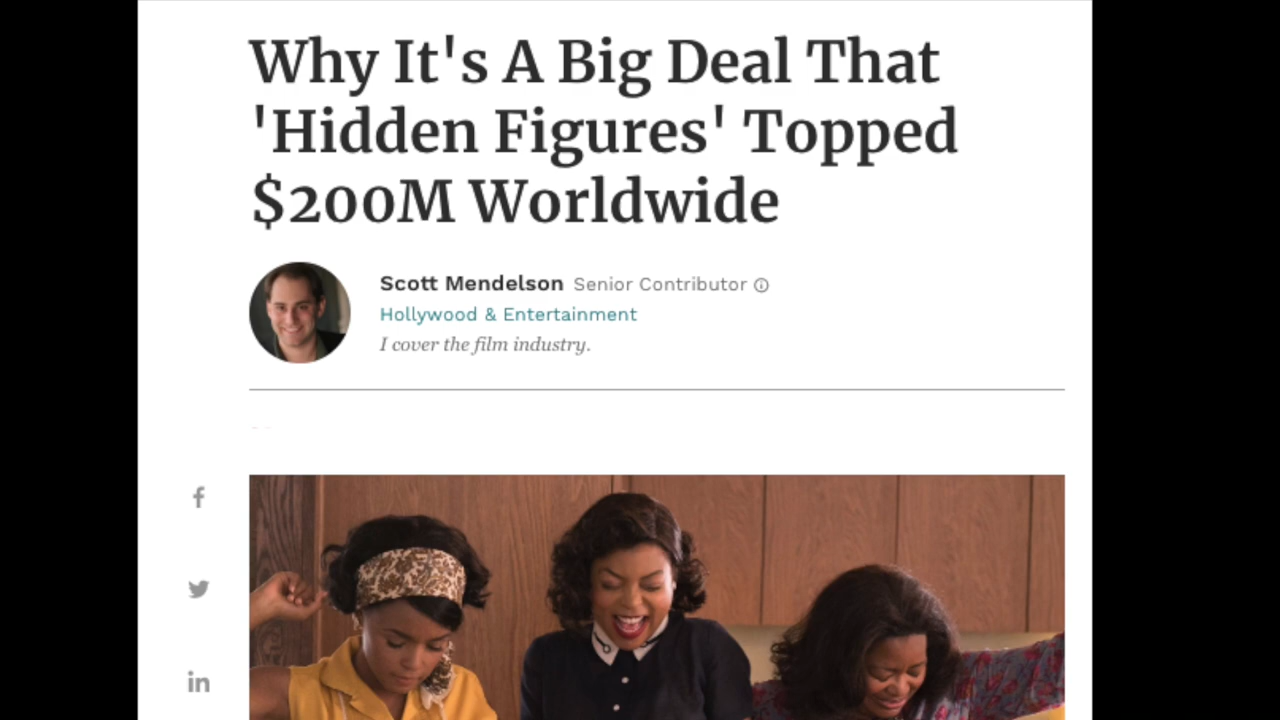 Why It's A Big Deal That
'Hidden Figures' Topped
$200M Worldwide
Scott Mendelson Senior Contributor
Hollywood & Entertainment
I cover the film industry.